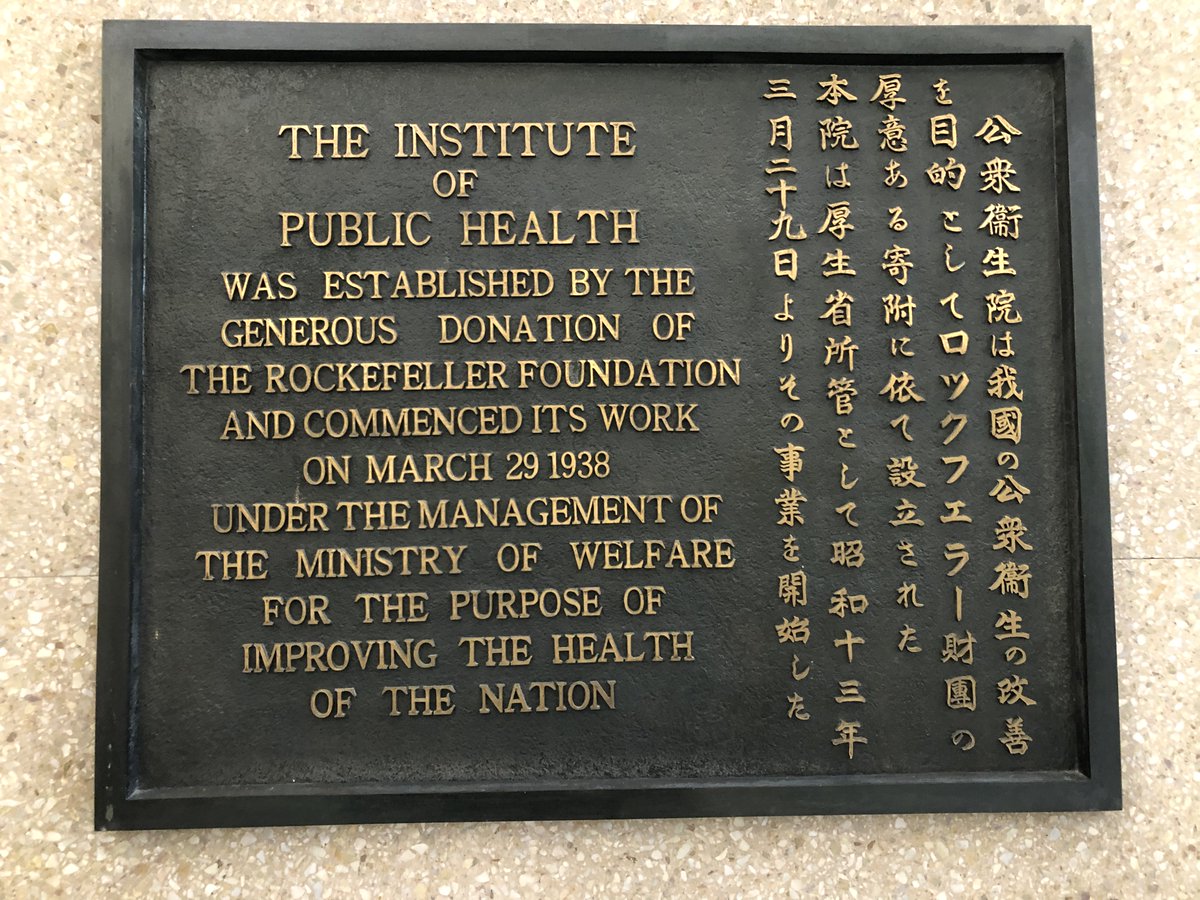 THE INSTITUTE
OF
PUBLIC HEALTH
WAS ESTABLISHED BY THE
GENEROUS DONATION OF
THE ROCKEFELLER FOUNDATION
AND COMMENCED ITS WORK
ON MARCH 29 1938
UNDER THE MANAGEMENT OF
THE MINISTRY OF WELFARE
FOR THE PURPOSE OF
IMPROVING THE HEALTH
OF THE NATION
公衆衞生院は我國の公衆衞生の改善
を目的としてロツクフエラー財團の
厚意ある寄附に依て設立された
本院は厚生省所管として昭和十三年
三月二十九日よりその事業を開始した